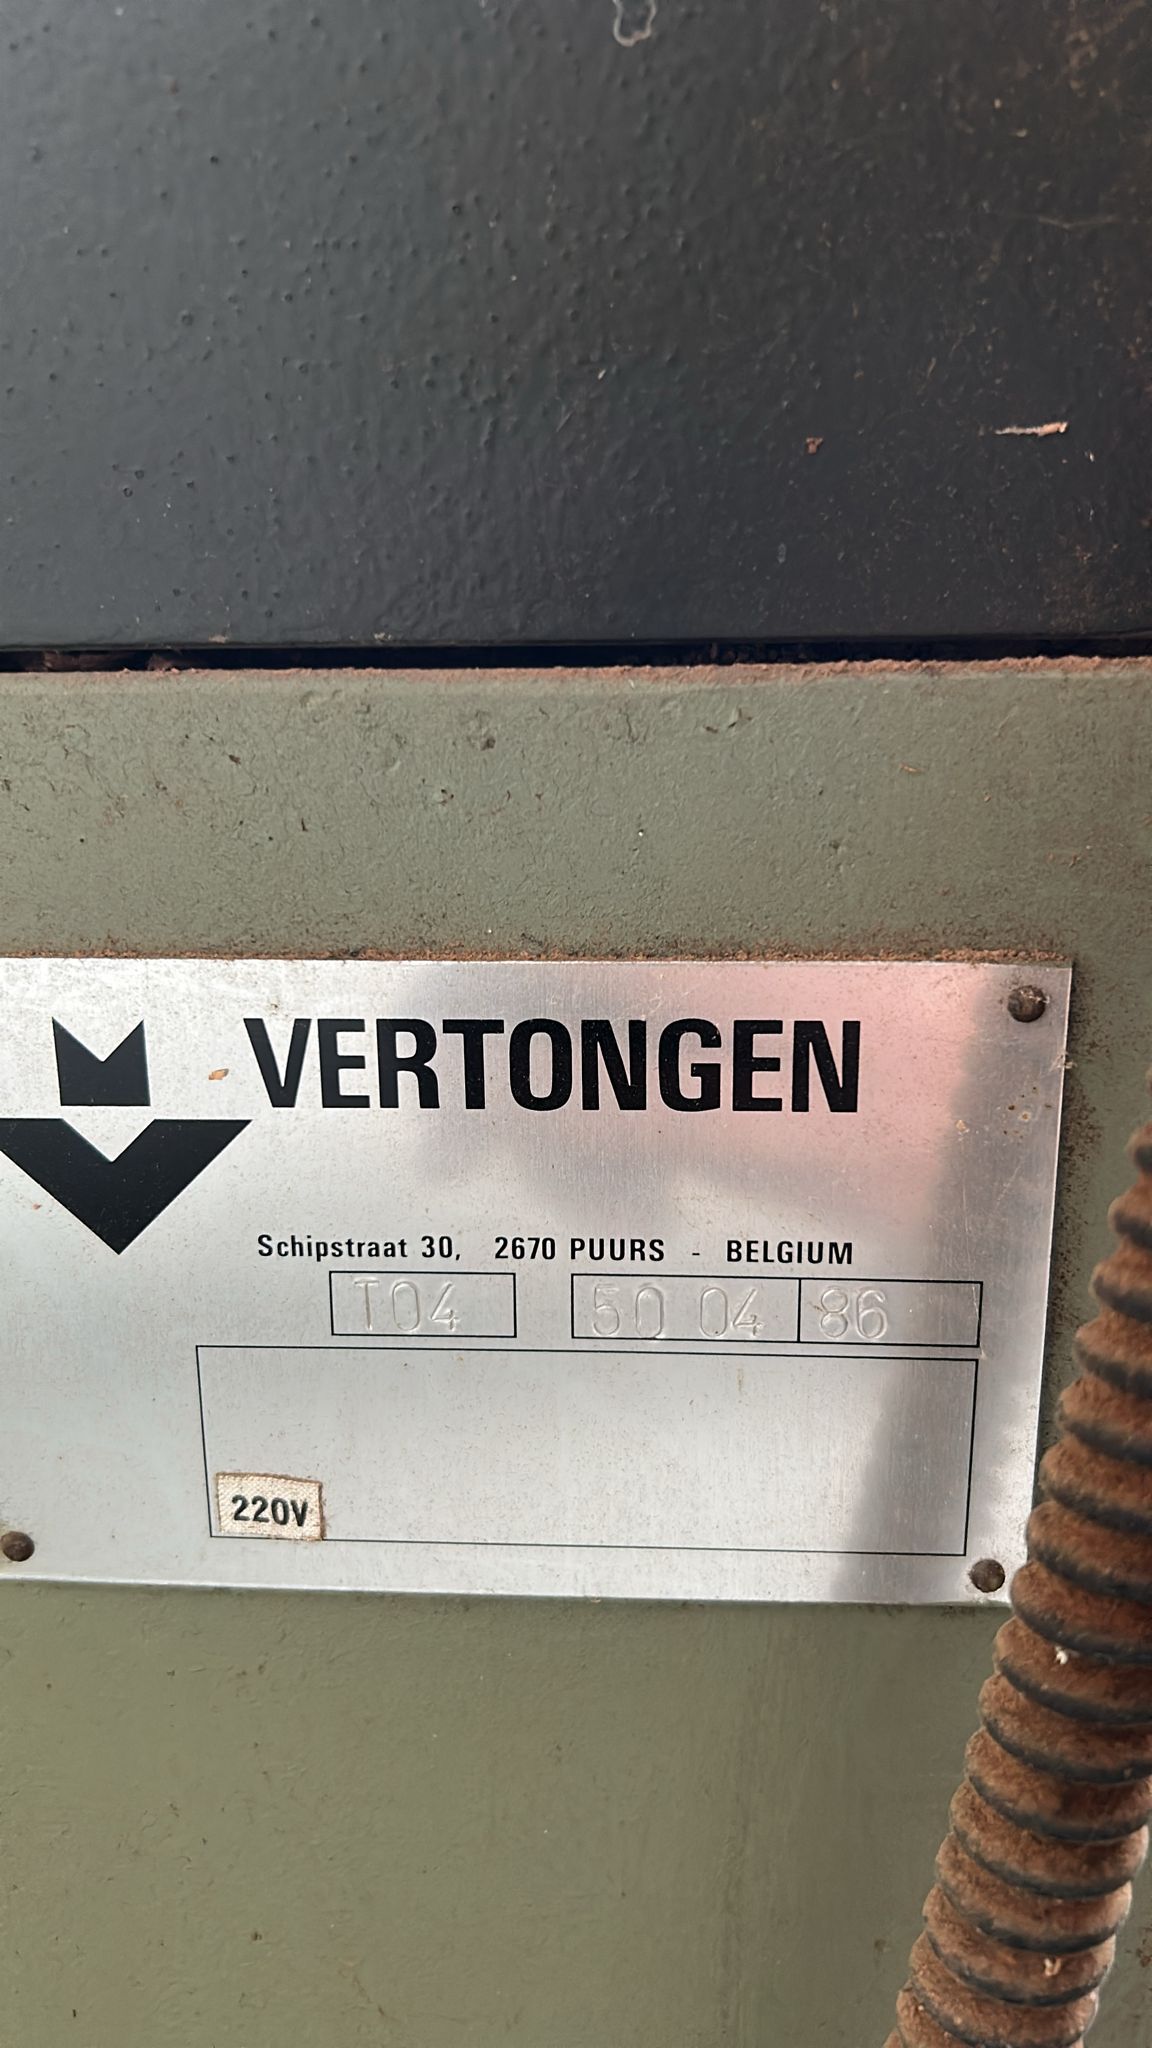 VERTONGEN
Schipstraat 30, 2670 PUURS - BELGIUM
T04 50 04 86
220V